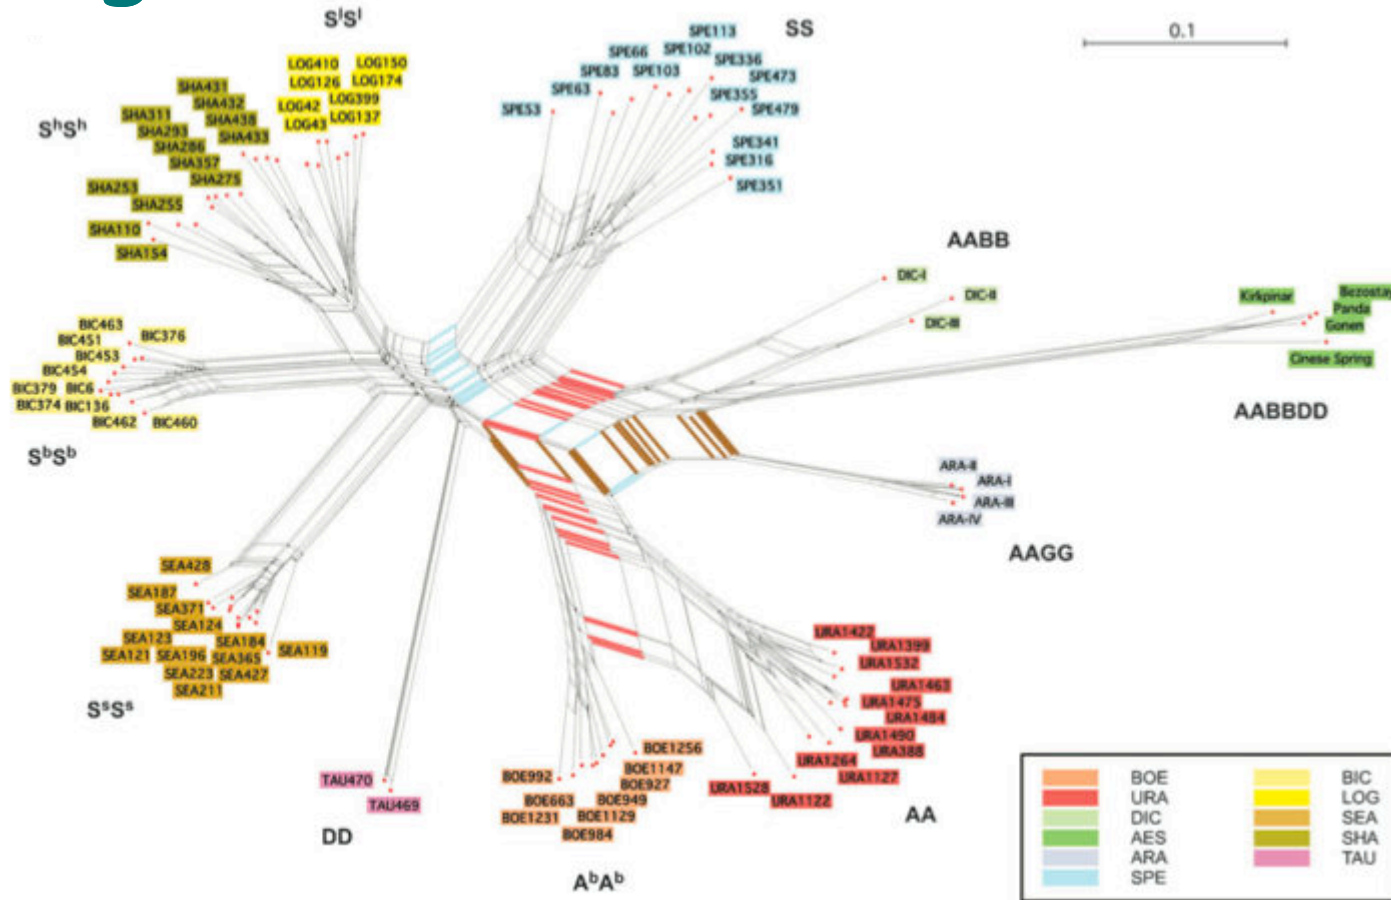 SˡSˡ
SS
0.1
SPE113
SPE66
SPE102
SPE336
SPE83
SPE103
SPE473
SPE63
SPE355
SPE53
SPE479
SPE341
SPE316
SPE351
LOG410
LOG150
LOG126
LOG174
LOG42
LOG399
LOG43
LOG137
SʰSʰ
SHA431
SHA432
SHA311
SHA438
SHA293
SHA433
SHA286
SHA357
SHA275
SHA253
SHA255
SHA110
SHA154
AABB
DIC-I
DIC-II
DIC-III
Kirkpinar
Bezosta
Panda
Gonen
Cinese Spring
AABBDD
BIC463
BIC451
BIC376
BIC453
BIC454
BIC379
BIC6
BIC374
BIC136
BIC462
BIC460
SᵇSᵇ
ARA-II
ARA-I
ARA-III
ARA-IV
AAGG
SEA428
SEA187
SEA371
SEA124
SEA123
SEA184
SEA119
SEA121
SEA196
SEA365
SEA223
SEA427
SEA211
SˢSˢ
URA1422
URA1399
URA1532
URA1463
URA1475
URA1484
URA1490
URA388
URA1264
URA1127
URA1528
URA1122
AA
TAU470
TAU469
DD
BOE1256
BOE992
BOE1147
BOE927
BOE663
BOE949
BOE1231
BOE1129
BOE984
AᵇAᵇ
BOE
BIC
URA
LOG
DIC
SEA
AES
SHA
ARA
TAU
SPE